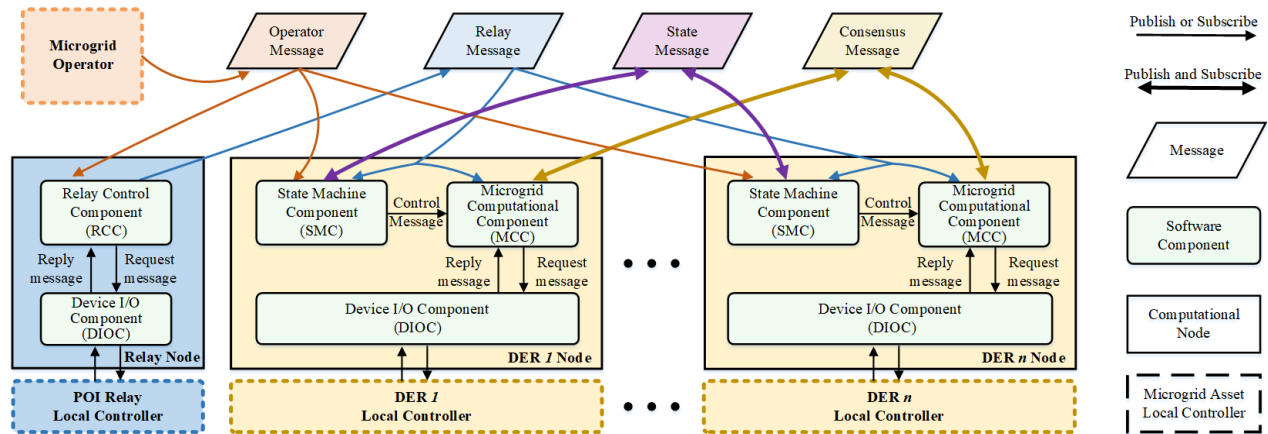 Microgrid
Operator
Operator
Message
Relay
Message
State
Message
Consensus
Message
Publish or Subscribe
Publish and Subscribe
Message
Software
Component
Computational
Node
Microgrid Asset
Local Controller
Relay Control
Component
(RCC)
Reply
message
Request
message
Device I/O
Component
(DIOC)
Relay Node
POI Relay
Local Controller
State Machine
Component
(SMC)
Control
Message
Microgrid
Computational
Component
(MCC)
Reply
message
Request
message
Device I/O Component
(DIOC)
DER 1 Node
DER 1
Local Controller
State Machine
Component
(SMC)
Control
Message
Microgrid
Computational
Component
(MCC)
Reply
message
Request
message
Device I/O Component
(DIOC)
DER n Node
DER n
Local Controller